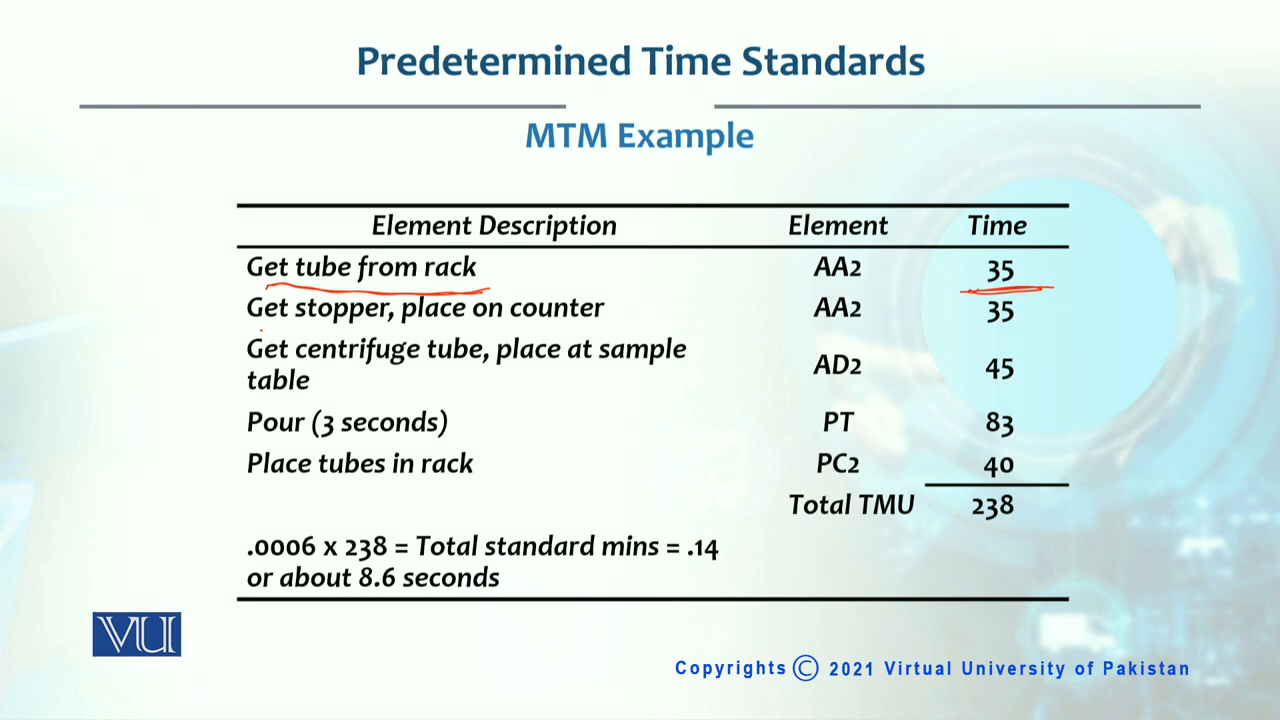 Predetermined Time Standards
MTM Example
Element Description Element Time
Get tube from rack AA2 35
Get stopper, place on counter AA2 35
Get centrifuge tube, place at sample
table AD2 45
Pour (3 seconds) PT 83
Place tubes in rack PC2 40
Total TMU 238
.0006 x 238 = Total standard mins = .14
or about 8.6 seconds
VU
Copyrights © 2021 Virtual University of Pakistan